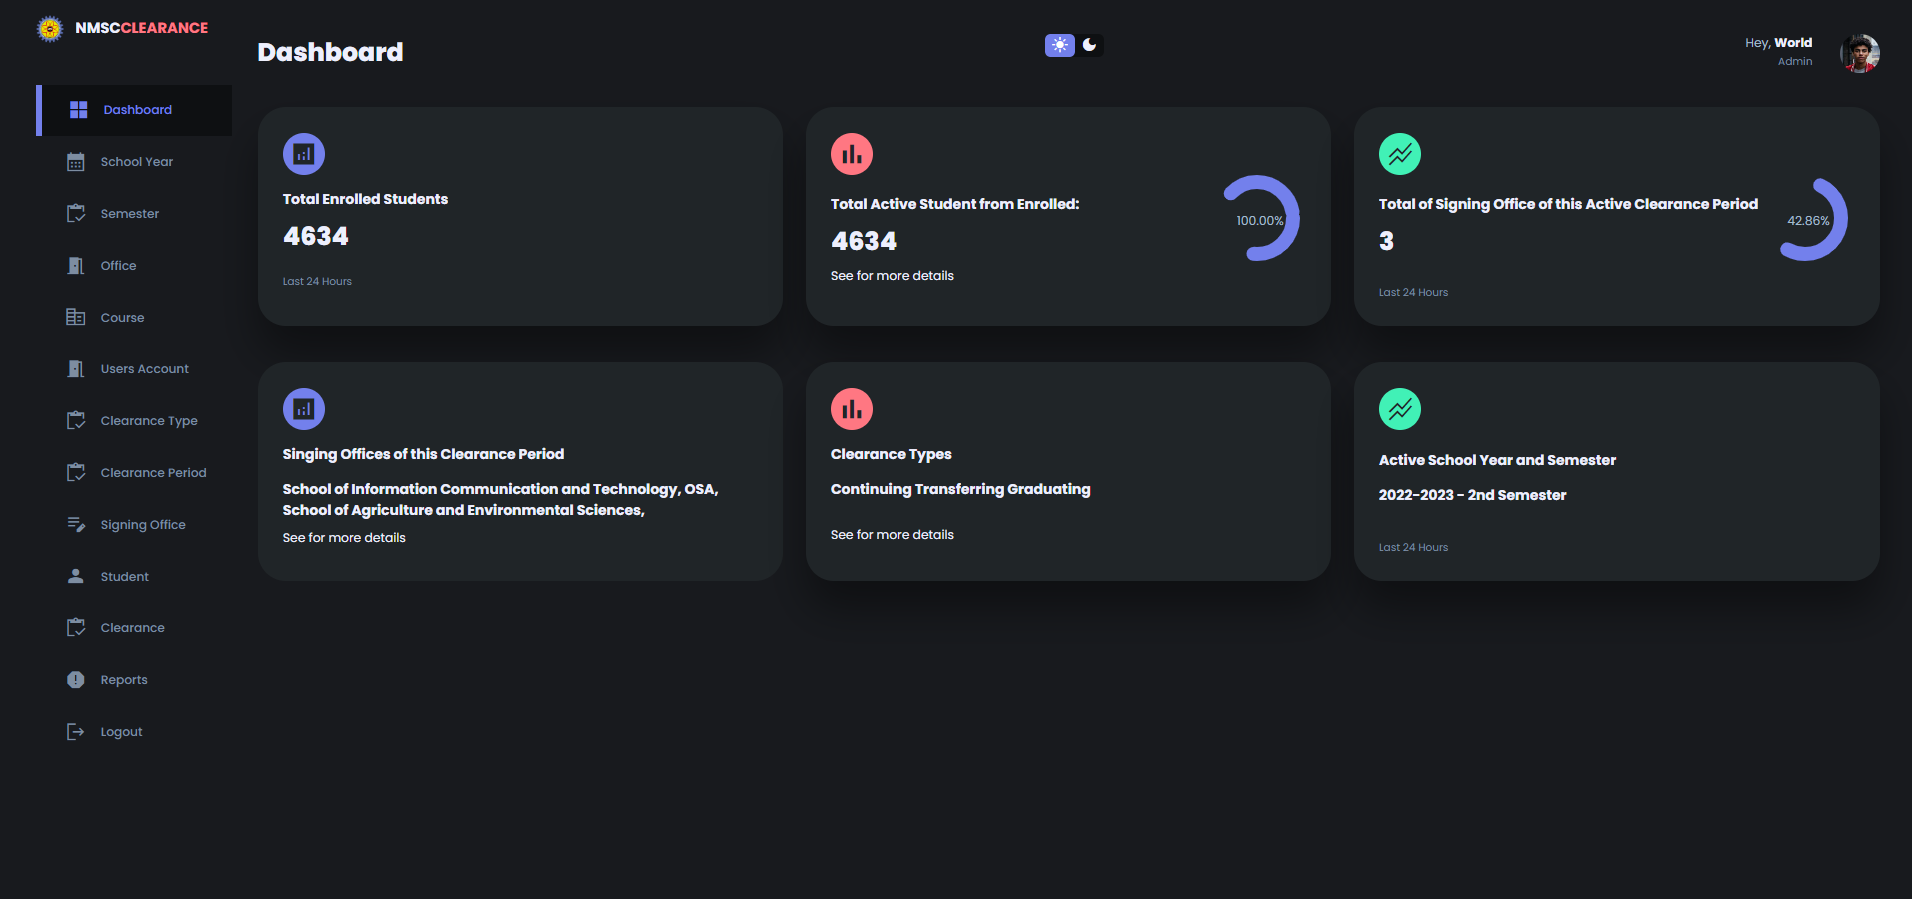 NMSCCLEARANCE
Dashboard
Hey, World
Admin
Dashboard
School Year
Semester
Office
Course
Users Account
Clearance Type
Clearance Period
Signing Office
Student
Clearance
Reports
Logout
Total Enrolled Students
4634
Last 24 Hours
Total Active Student from Enrolled:
4634
See for more details
100.00%
Total of Signing Office of this Active Clearance Period
3
Last 24 Hours
42.86%
Singing Offices of this Clearance Period
School of Information Communication and Technology, OSA,
School of Agriculture and Environmental Sciences,
See for more details
Clearance Types
Continuing Transferring Graduating
See for more details
Active School Year and Semester
2022-2023 - 2nd Semester
Last 24 Hours